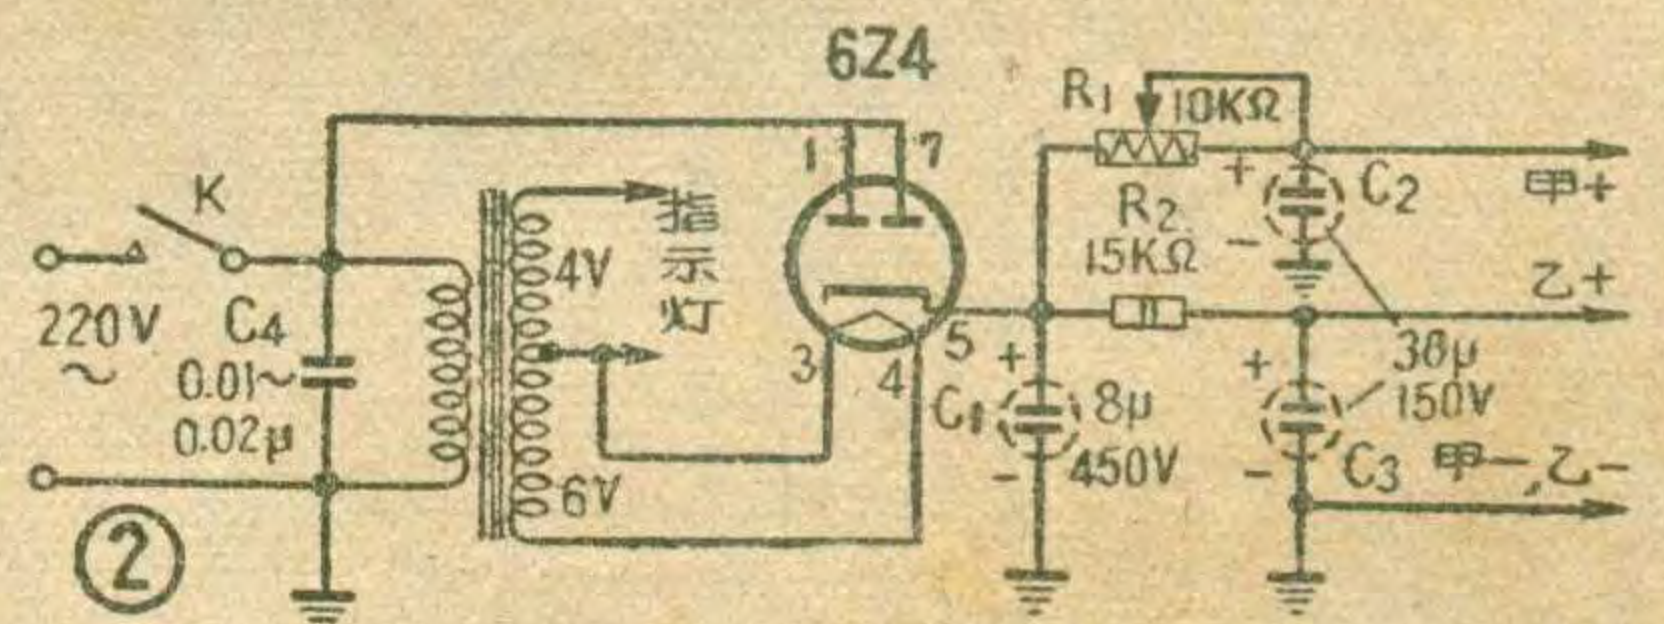 6Z4
K
220V
~
C4
0.01~
0.02μ
4V
6V
指
示
灯
1
7
3
4
5
R1
10KΩ
R2
15KΩ
+
C1
-
8μ
450V
+
C2
-
甲+
乙+
30μ
150V
+
C3
-
甲-,乙-
②